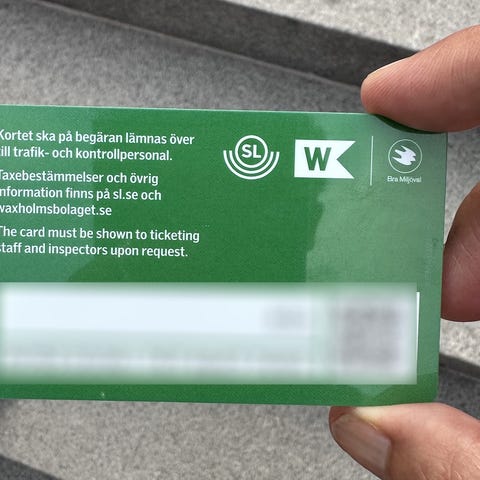 Kortet ska på begäran lämnas över
till trafik- och kontrollpersonal.
Taxebestämmelser och övrig
information finns på sl.se och
waxholmsbolaget.se
The card must be shown to ticketing
staff and inspectors upon request.
SL
W
Bra Miljöval